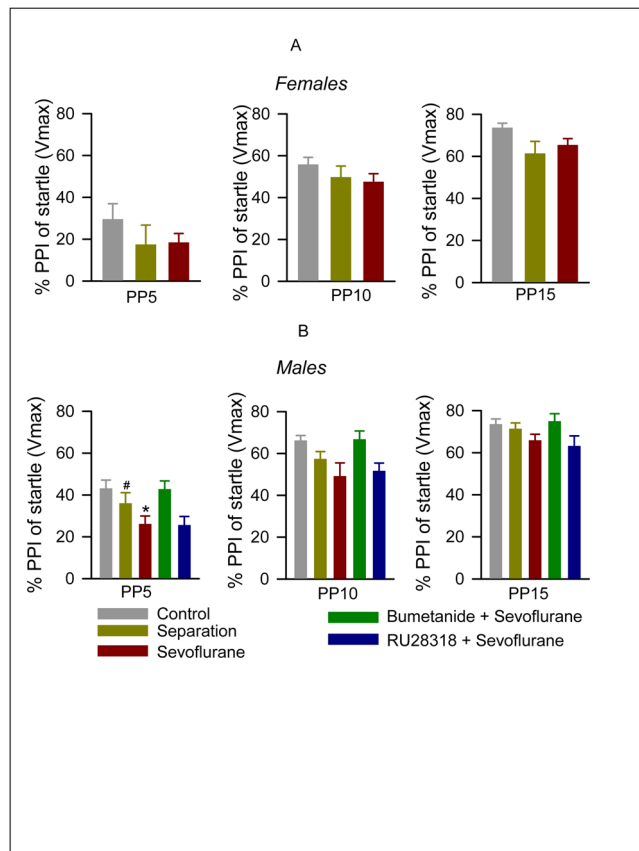 A
Females
% PPI of startle (Vmax)
80
60
40
20
0
PP5
% PPI of startle (Vmax)
80
60
40
20
0
PP10
% PPI of startle (Vmax)
80
60
40
20
0
PP15
B
Males
% PPI of startle (Vmax)
80
60
40
20
0
#
*
PP5
% PPI of startle (Vmax)
80
60
40
20
0
PP10
% PPI of startle (Vmax)
80
60
40
20
0
PP15
Control
Separation
Sevoflurane
Bumetanide + Sevoflurane
RU28318 + Sevoflurane